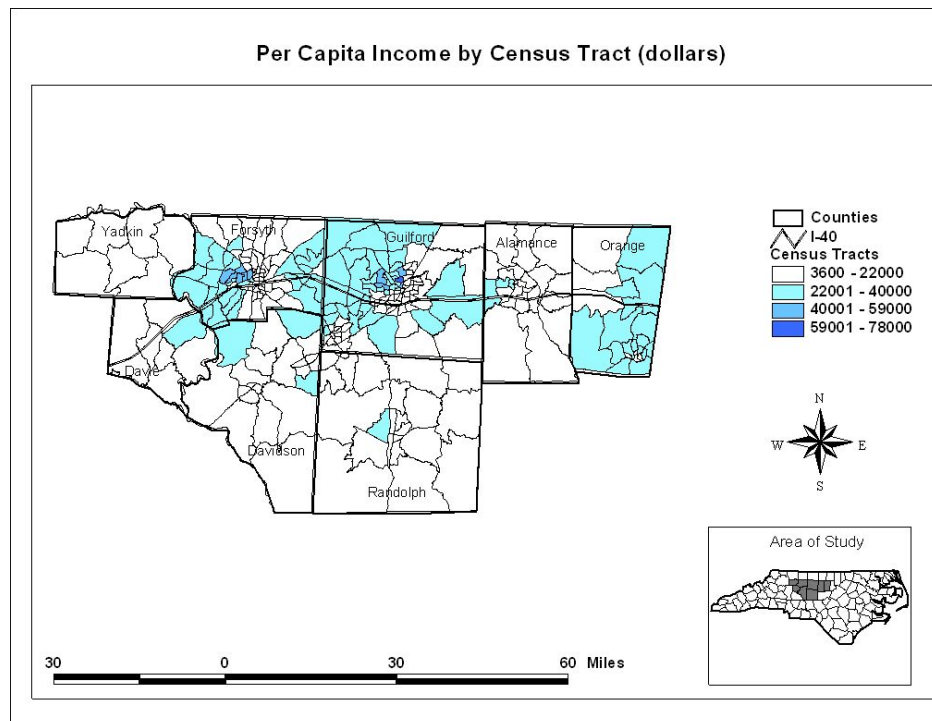 Per Capita Income by Census Tract (dollars)
Yadkin
Forsyth
Guilford
Alamance
Orange
Davie
Davidson
Randolph
Counties
I-40
Census Tracts
3600 - 22000
22001 - 40000
40001 - 59000
59001 - 78000
N
W E
S
Area of Study
30 0 30 60 Miles